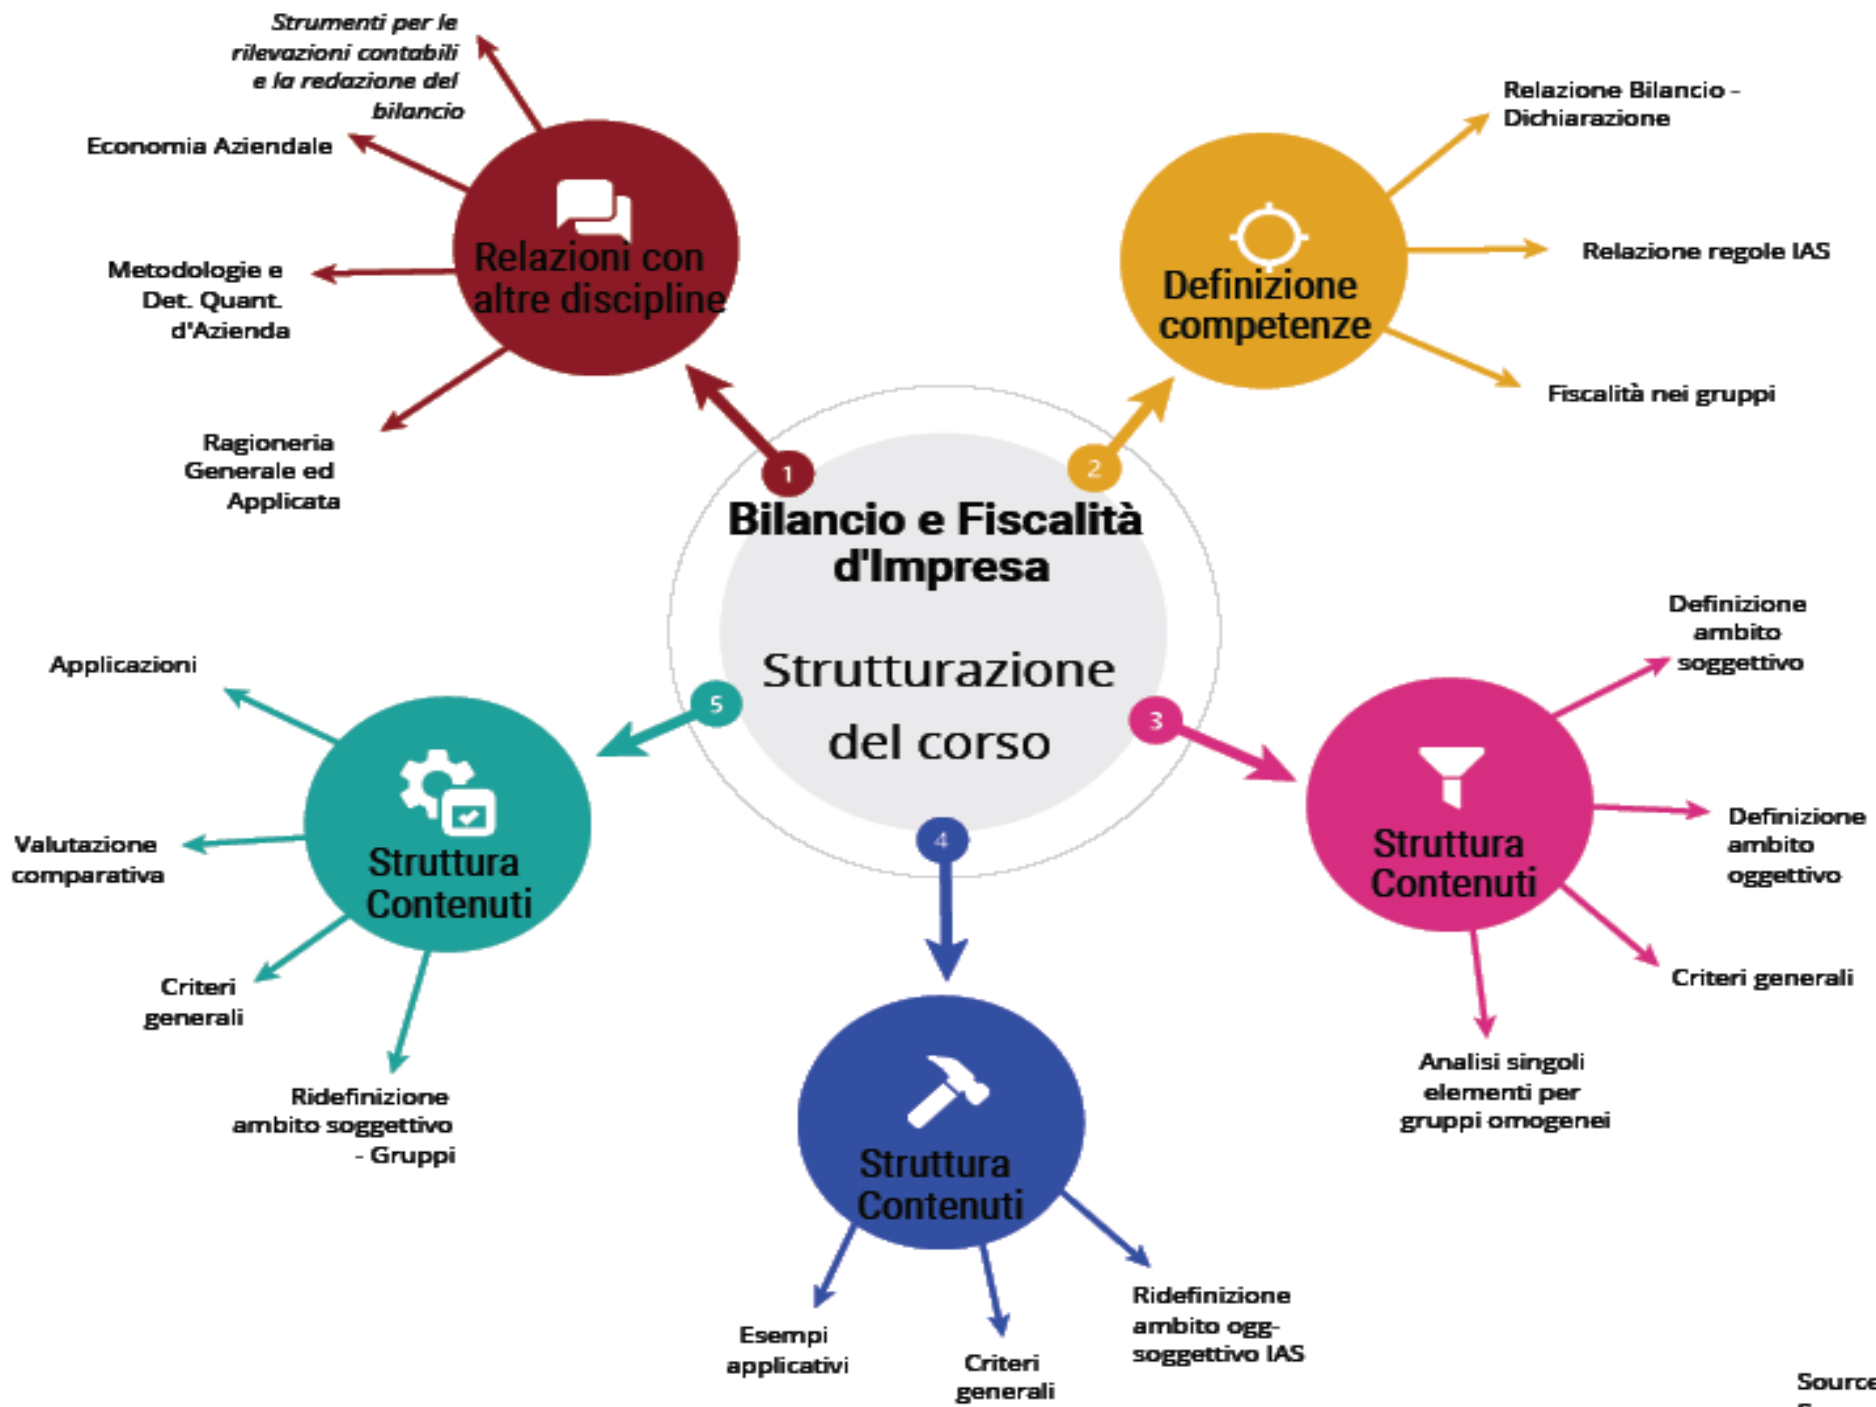 Strumenti per le
rilevazioni contabili
e la redazione del
bilancio
Economia Aziendale
Metodologie e
Det. Quant.
d'Azienda
Ragioneria
Generale ed
Applicata
Relazioni con
altre discipline
1
Relazione Bilancio -
Dichiarazione
Relazione regole IAS
Fiscalità nei gruppi
Definizione
competenze
2
Bilancio e Fiscalità
d'Impresa
Strutturazione
del corso
3
Struttura
Contenuti
Definizione
ambito
soggettivo
Definizione
ambito
oggettivo
Criteri generali
Analisi singoli
elementi per
gruppi omogenei
4
Struttura
Contenuti
Ridefinizione
ambito ogg-
soggettivo IAS
Criteri
generali
Esempi
applicativi
5
Struttura
Contenuti
Applicazioni
Valutazione
comparativa
Criteri
generali
Ridefinizione
ambito soggettivo
- Gruppi
Source